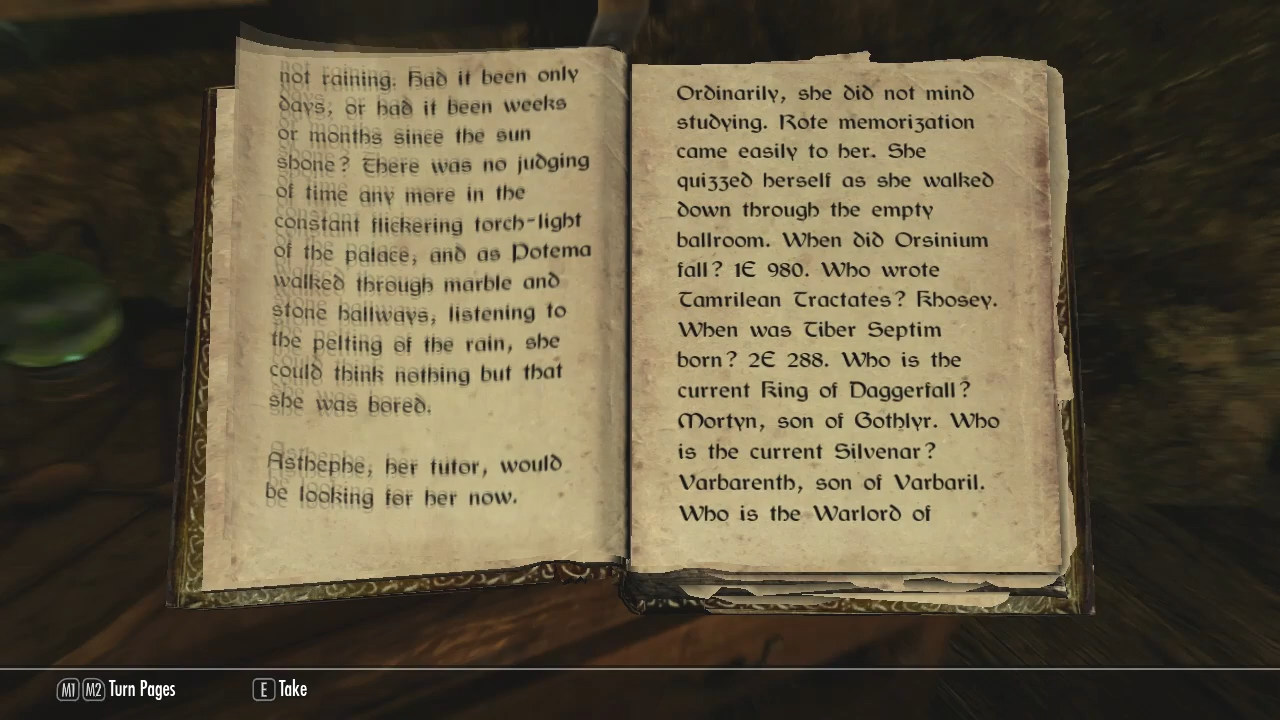 not raining. Had it been only
days, or had it been weeks
or months since the sun
shone? There was no judging
of time any more in the
constant flickering torch-light
of the palace, and as Potema
walked through marble and
stone hallways, listening to
the pelting of the rain, she
could think nothing but that
she was bored.
Asthephe, her tutor, would
be looking for her now.
Ordinarily, she did not mind
studying. Rote memorization
came easily to her. She
quizzed herself as she walked
down through the empty
ballroom. When did Orsinium
fall? 1E 980. Who wrote
Tamrilean Tractates? Khosey.
When was Tiber Septim
born? 2E 288. Who is the
current King of Daggerfall?
Mortyn, son of Gothlyr. Who
is the current Silvenar?
Varbarenth, son of Varbaril.
Who is the Warlord of
M1 M2 Turn Pages E Take